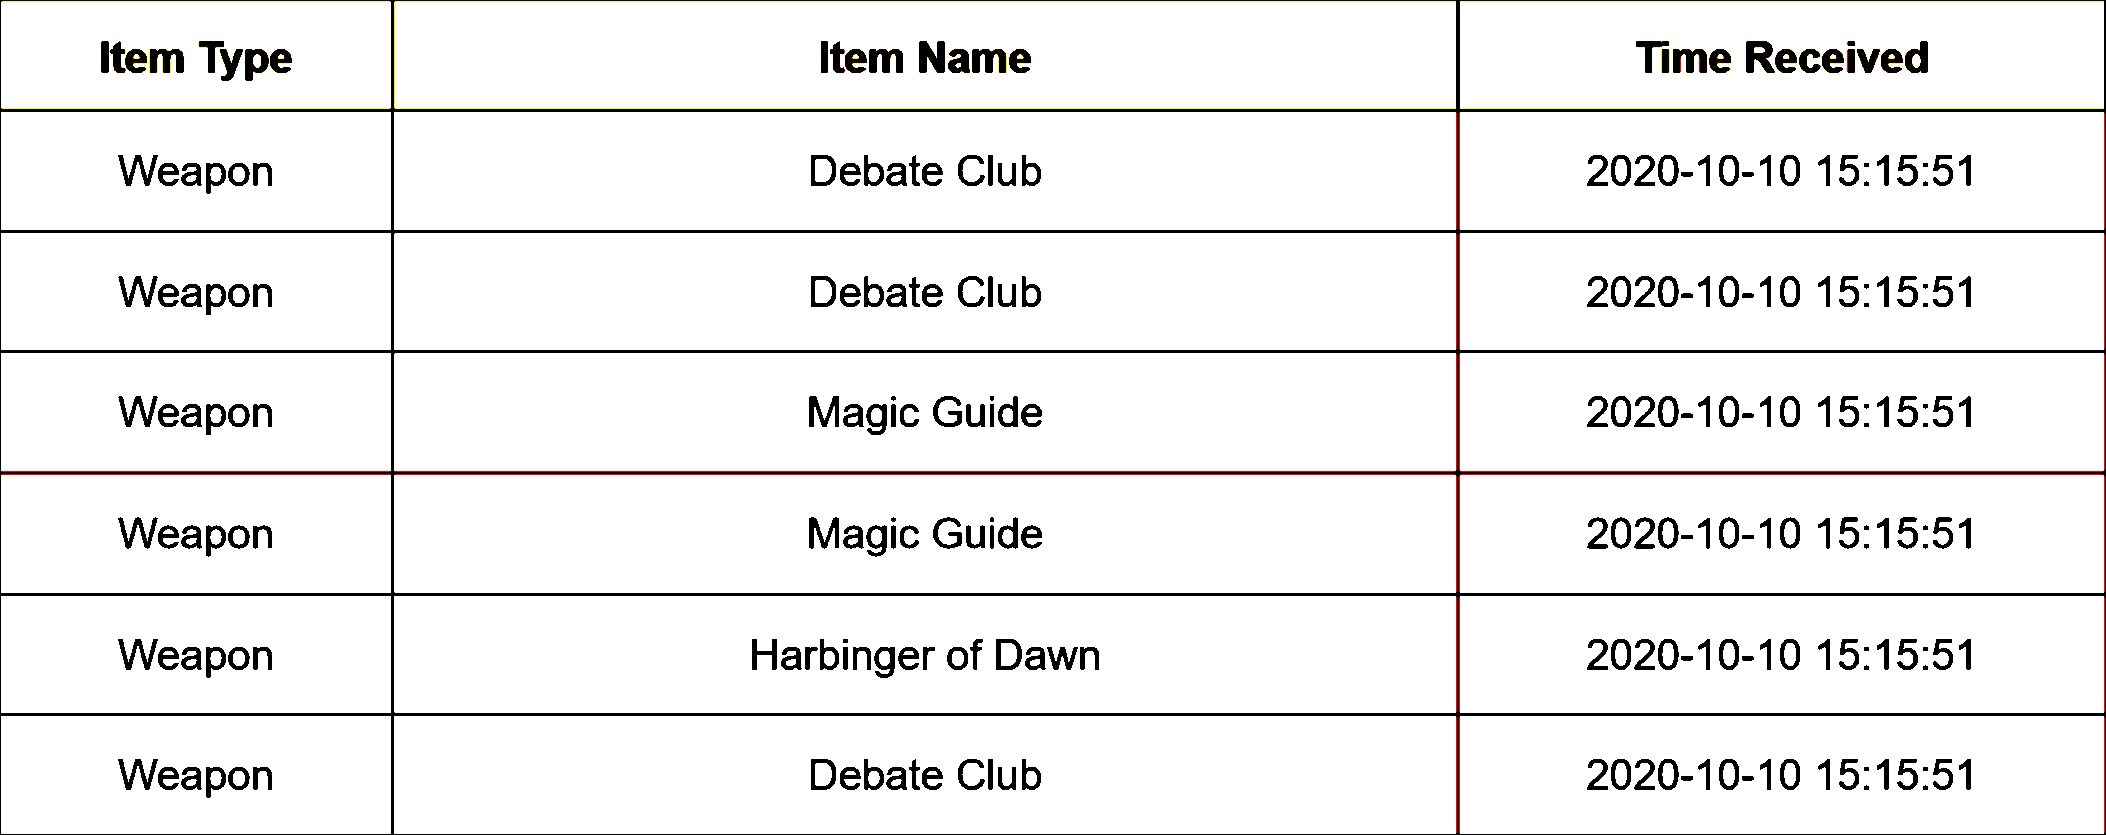 Item Type Item Name Time Received
Weapon Debate Club 2020-10-10 15:15:51
Weapon Debate Club 2020-10-10 15:15:51
Weapon Magic Guide 2020-10-10 15:15:51
Weapon Magic Guide 2020-10-10 15:15:51
Weapon Harbinger of Dawn 2020-10-10 15:15:51
Weapon Debate Club 2020-10-10 15:15:51